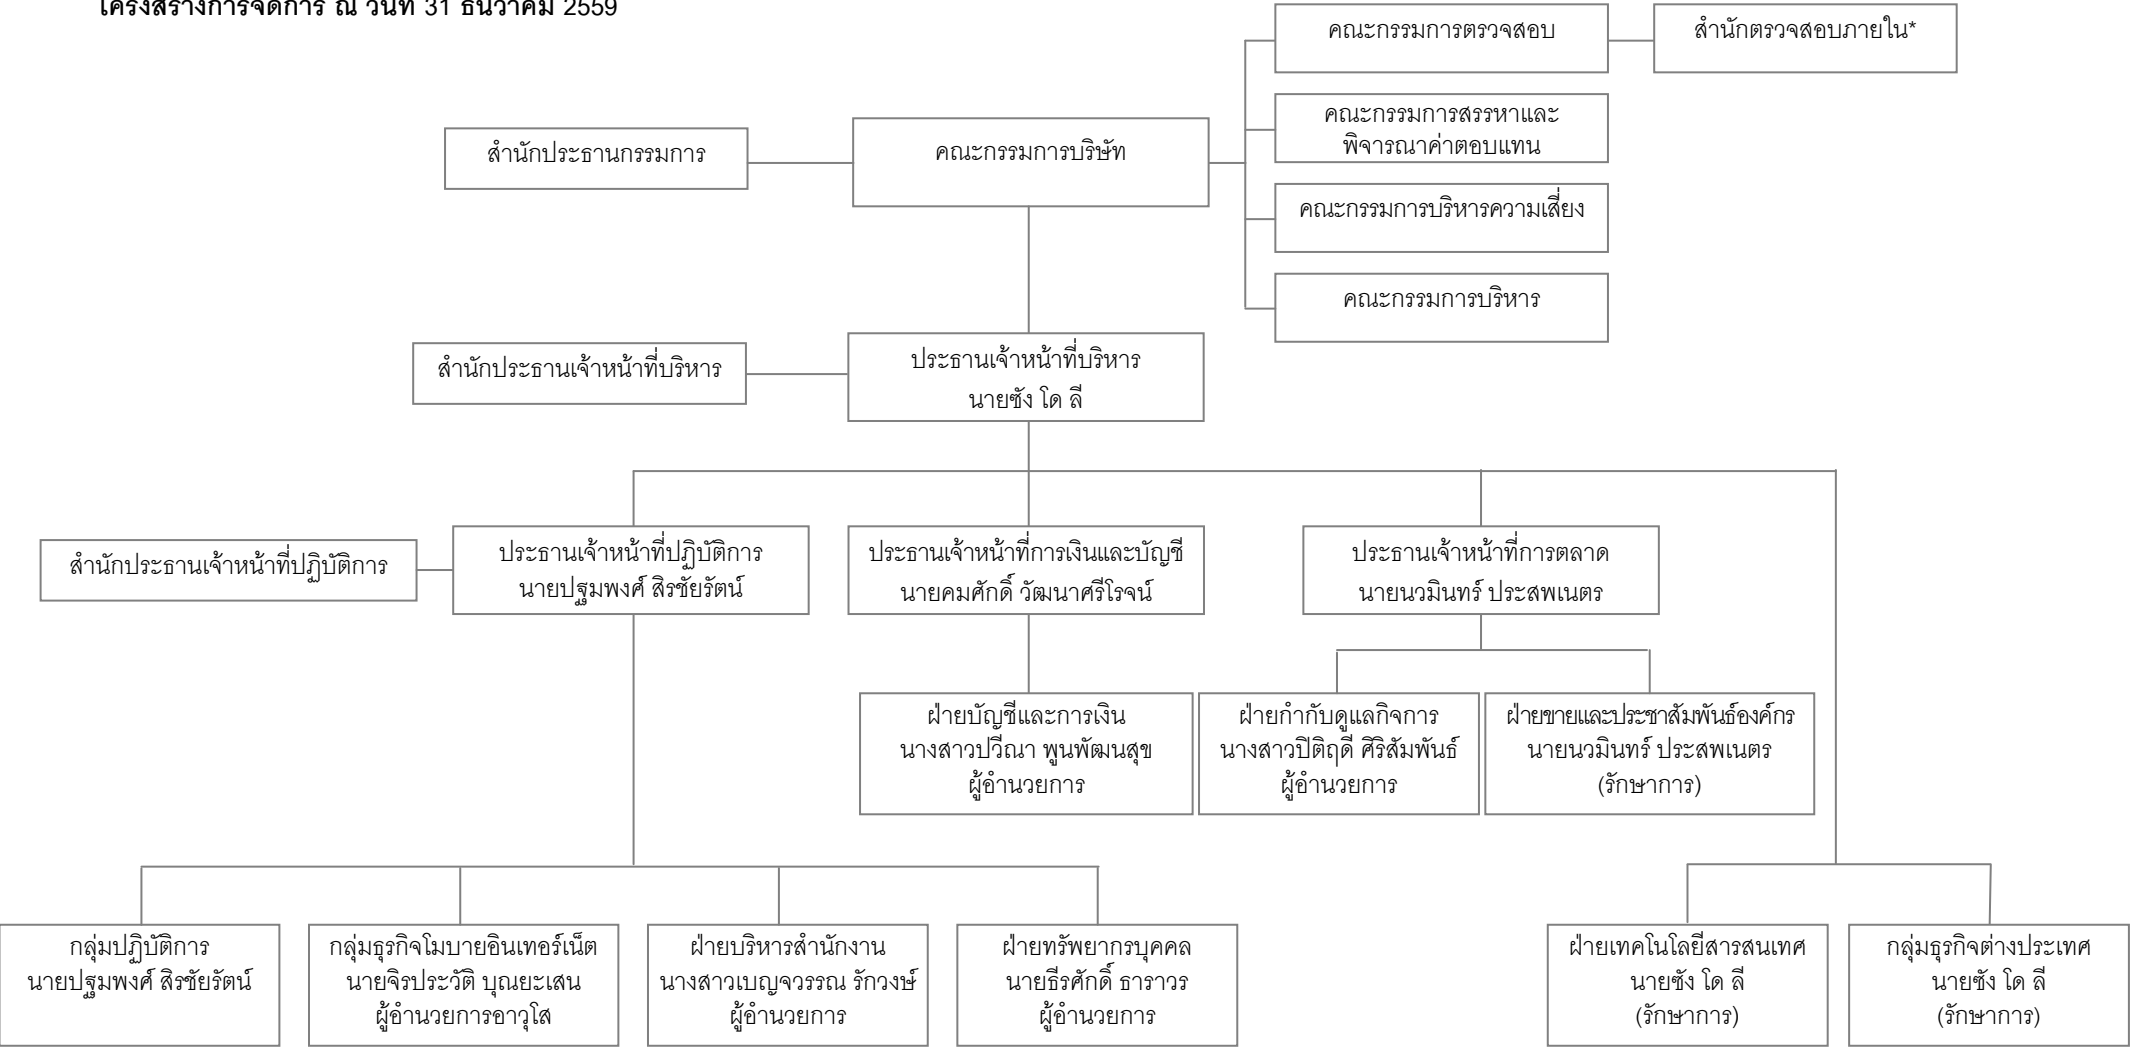 โครงสร้างการจัดการ ณ วันที่ 31 ธันวาคม 2559
คณะกรรมการตรวจสอบ
สำนักตรวจสอบภายใน*
คณะกรรมการสรรหาและ
พิจารณาค่าตอบแทน
สำนักประธานกรรมการ
คณะกรรมการบริษัท
คณะกรรมการบริหารความเสี่ยง
คณะกรรมการบริหาร
สำนักประธานเจ้าหน้าที่บริหาร
ประธานเจ้าหน้าที่บริหาร
นายซัง โด ลี
สำนักประธานเจ้าหน้าที่ปฏิบัติการ
ประธานเจ้าหน้าที่ปฏิบัติการ
นายปฐมพงศ์ สิรชัยรัตน์
ประธานเจ้าหน้าที่การเงินและบัญชี
นายคมศักดิ์ วัฒนาศรีโรจน์
ประธานเจ้าหน้าที่การตลาด
นายนวมินทร์ ประสพเนตร
ฝ่ายบัญชีและการเงิน
นางสาวปวีณา พูนพัฒนสุข
ผู้อำนวยการ
ฝ่ายกำกับดูแลกิจการ
นางสาวปิติฤดี ศิริสัมพันธ์
ผู้อำนวยการ
ฝ่ายขายและประชาสัมพันธ์องค์กร
นายนวมินทร์ ประสพเนตร
(รักษาการ)
กลุ่มปฏิบัติการ
นายปฐมพงศ์ สิรชัยรัตน์
กลุ่มธุรกิจโมบายอินเทอร์เน็ต
นายจิรประวัติ บุณยะเสน
ผู้อำนวยการอาวุโส
ฝ่ายบริหารสำนักงาน
นางสาวเบญจวรรณ รักวงษ์
ผู้อำนวยการ
ฝ่ายทรัพยากรบุคคล
นายธีรศักดิ์ ธาราวร
ผู้อำนวยการ
ฝ่ายเทคโนโลยีสารสนเทศ
นายซัง โด ลี
(รักษาการ)
กลุ่มธุรกิจต่างประเทศ
นายซัง โด ลี
(รักษาการ)